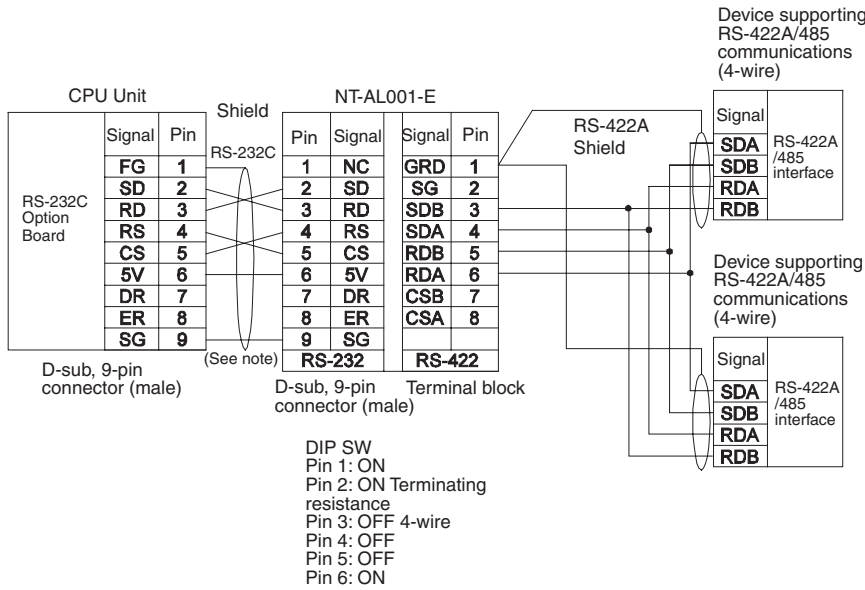 Device supporting
RS-422A/485
communications
(4-wire)
CPU Unit
Shield
NT-AL001-E
RS-232C
RS-422A
Shield
Signal Pin
FG 1
SD 2
RD 3
RS 4
CS 5
5V 6
DR 7
ER 8
SG 9
RS-232C
Option
Board
D-sub, 9-pin
connector (male)
(See note)
Pin Signal
1 NC
2 SD
3 RD
4 RS
5 CS
6 5V
7 DR
8 ER
9 SG
RS-232
D-sub, 9-pin
connector (male)
Signal Pin
GRD 1
SG 2
SDB 3
SDA 4
RDB 5
RDA 6
CSB 7
CSA 8
RS-422
Terminal block
Signal
SDA
SDB
RDA
RDB
RS-422A
/485
interface
Device supporting
RS-422A/485
communications
(4-wire)
Signal
SDA
SDB
RDA
RDB
RS-422A
/485
interface
DIP SW
Pin 1: ON
Pin 2: ON Terminating
resistance
Pin 3: OFF 4-wire
Pin 4: OFF
Pin 5: OFF
Pin 6: ON